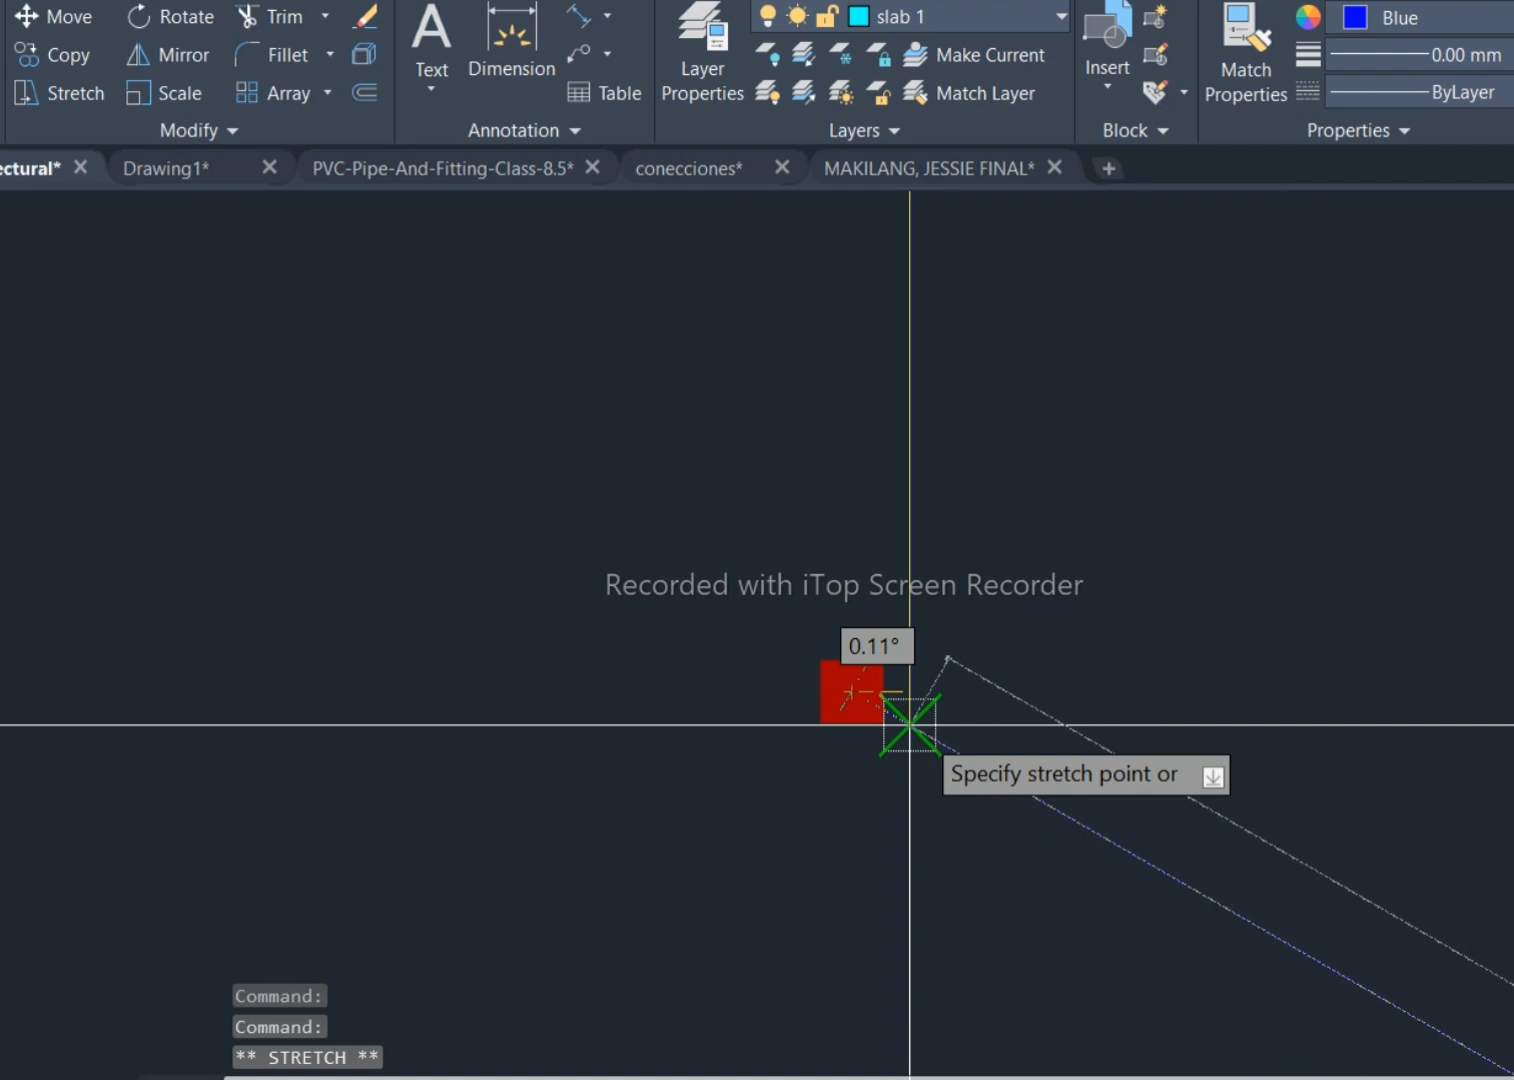 Move Rotate Trim slab 1 Blue
Copy Mirror Fillet Text Dimension Layer Properties Make Current Insert Match Properties 0.00 mm
Stretch Scale Array Table Match Layer ByLayer
Modify Annotation Layers Block Properties
ectural* Drawing1* PVC-Pipe-And-Fitting-Class-8.5* conecciones* MAKILANG, JESSIE FINAL*
Recorded with iTop Screen Recorder
0.11°
Specify stretch point or
Command:
Command:
** STRETCH **